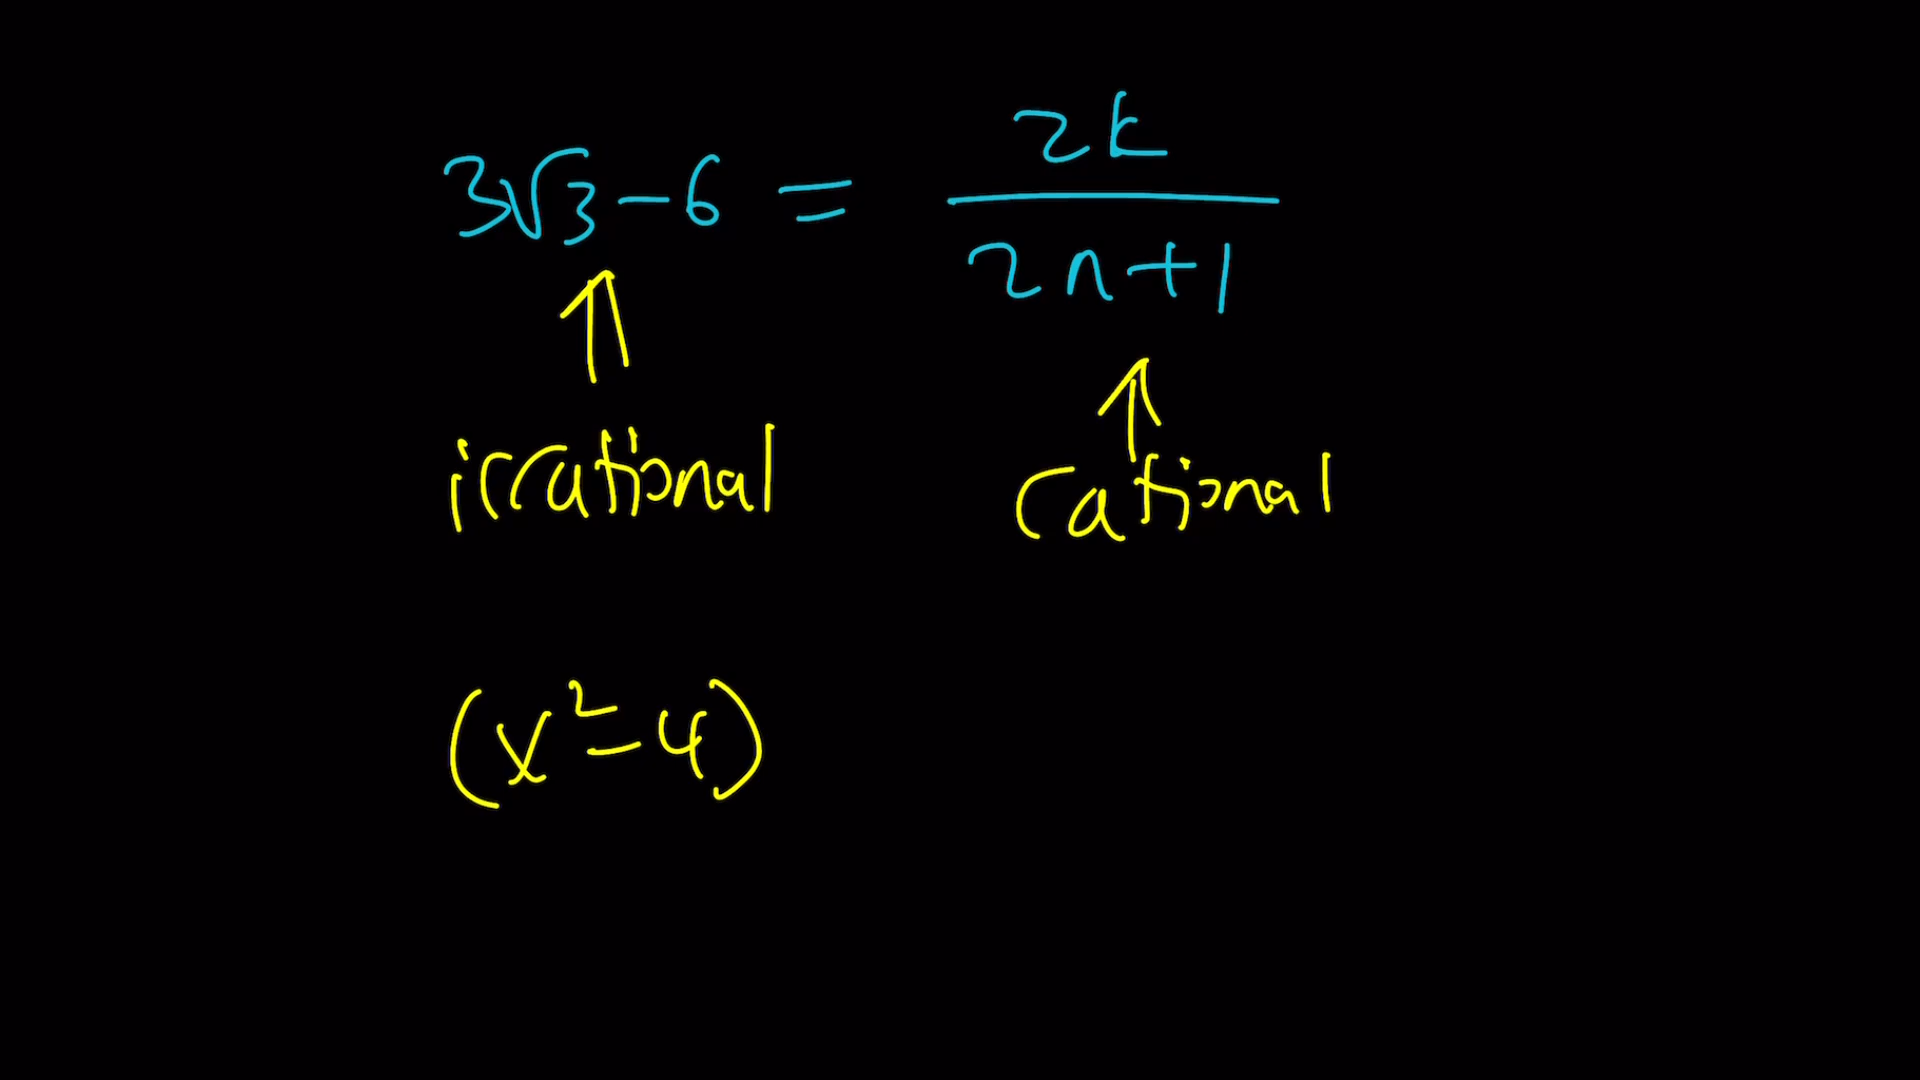 3√3 − 6 = 2k / 2n+1
irrational rational
(x² − 4)